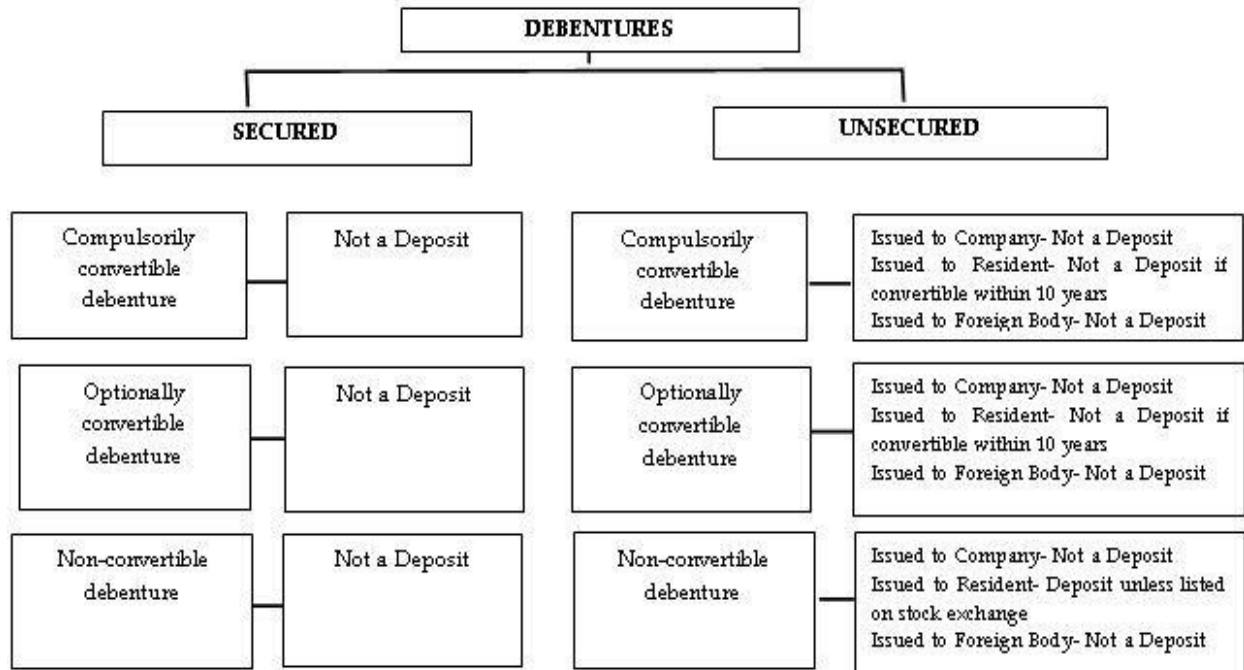 DEBENTURES
SECURED
UNSECURED
Compulsorily
convertible
debenture
Not a Deposit
Compulsorily
convertible
debenture
Issued to Company- Not a Deposit
Issued to Resident- Not a Deposit if
convertible within 10 years
Issued to Foreign Body- Not a Deposit
Optionally
convertible
debenture
Not a Deposit
Optionally
convertible
debenture
Issued to Company- Not a Deposit
Issued to Resident- Not a Deposit if
convertible within 10 years
Issued to Foreign Body- Not a Deposit
Non-convertible
debenture
Not a Deposit
Non-convertible
debenture
Issued to Company- Not a Deposit
Issued to Resident- Deposit unless listed
on stock exchange
Issued to Foreign Body- Not a Deposit